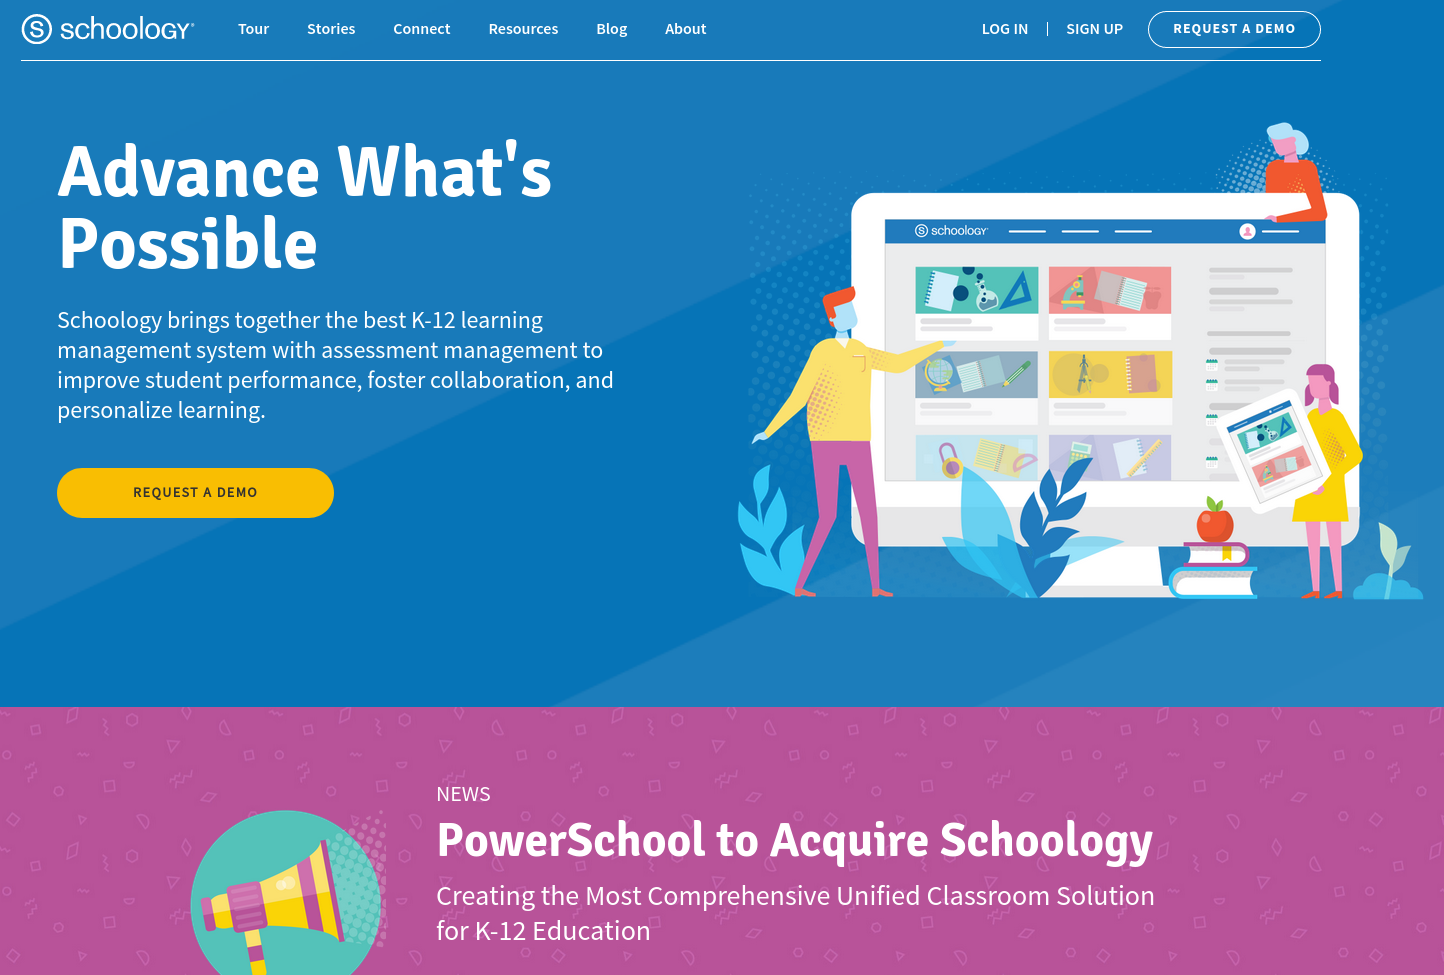 schoology
Tour Stories Connect Resources Blog About
LOG IN SIGN UP REQUEST A DEMO
Advance What's
Possible
Schoology brings together the best K-12 learning
management system with assessment management to
improve student performance, foster collaboration, and
personalize learning.
REQUEST A DEMO
schoology
NEWS
PowerSchool to Acquire Schoology
Creating the Most Comprehensive Unified Classroom Solution
for K-12 Education